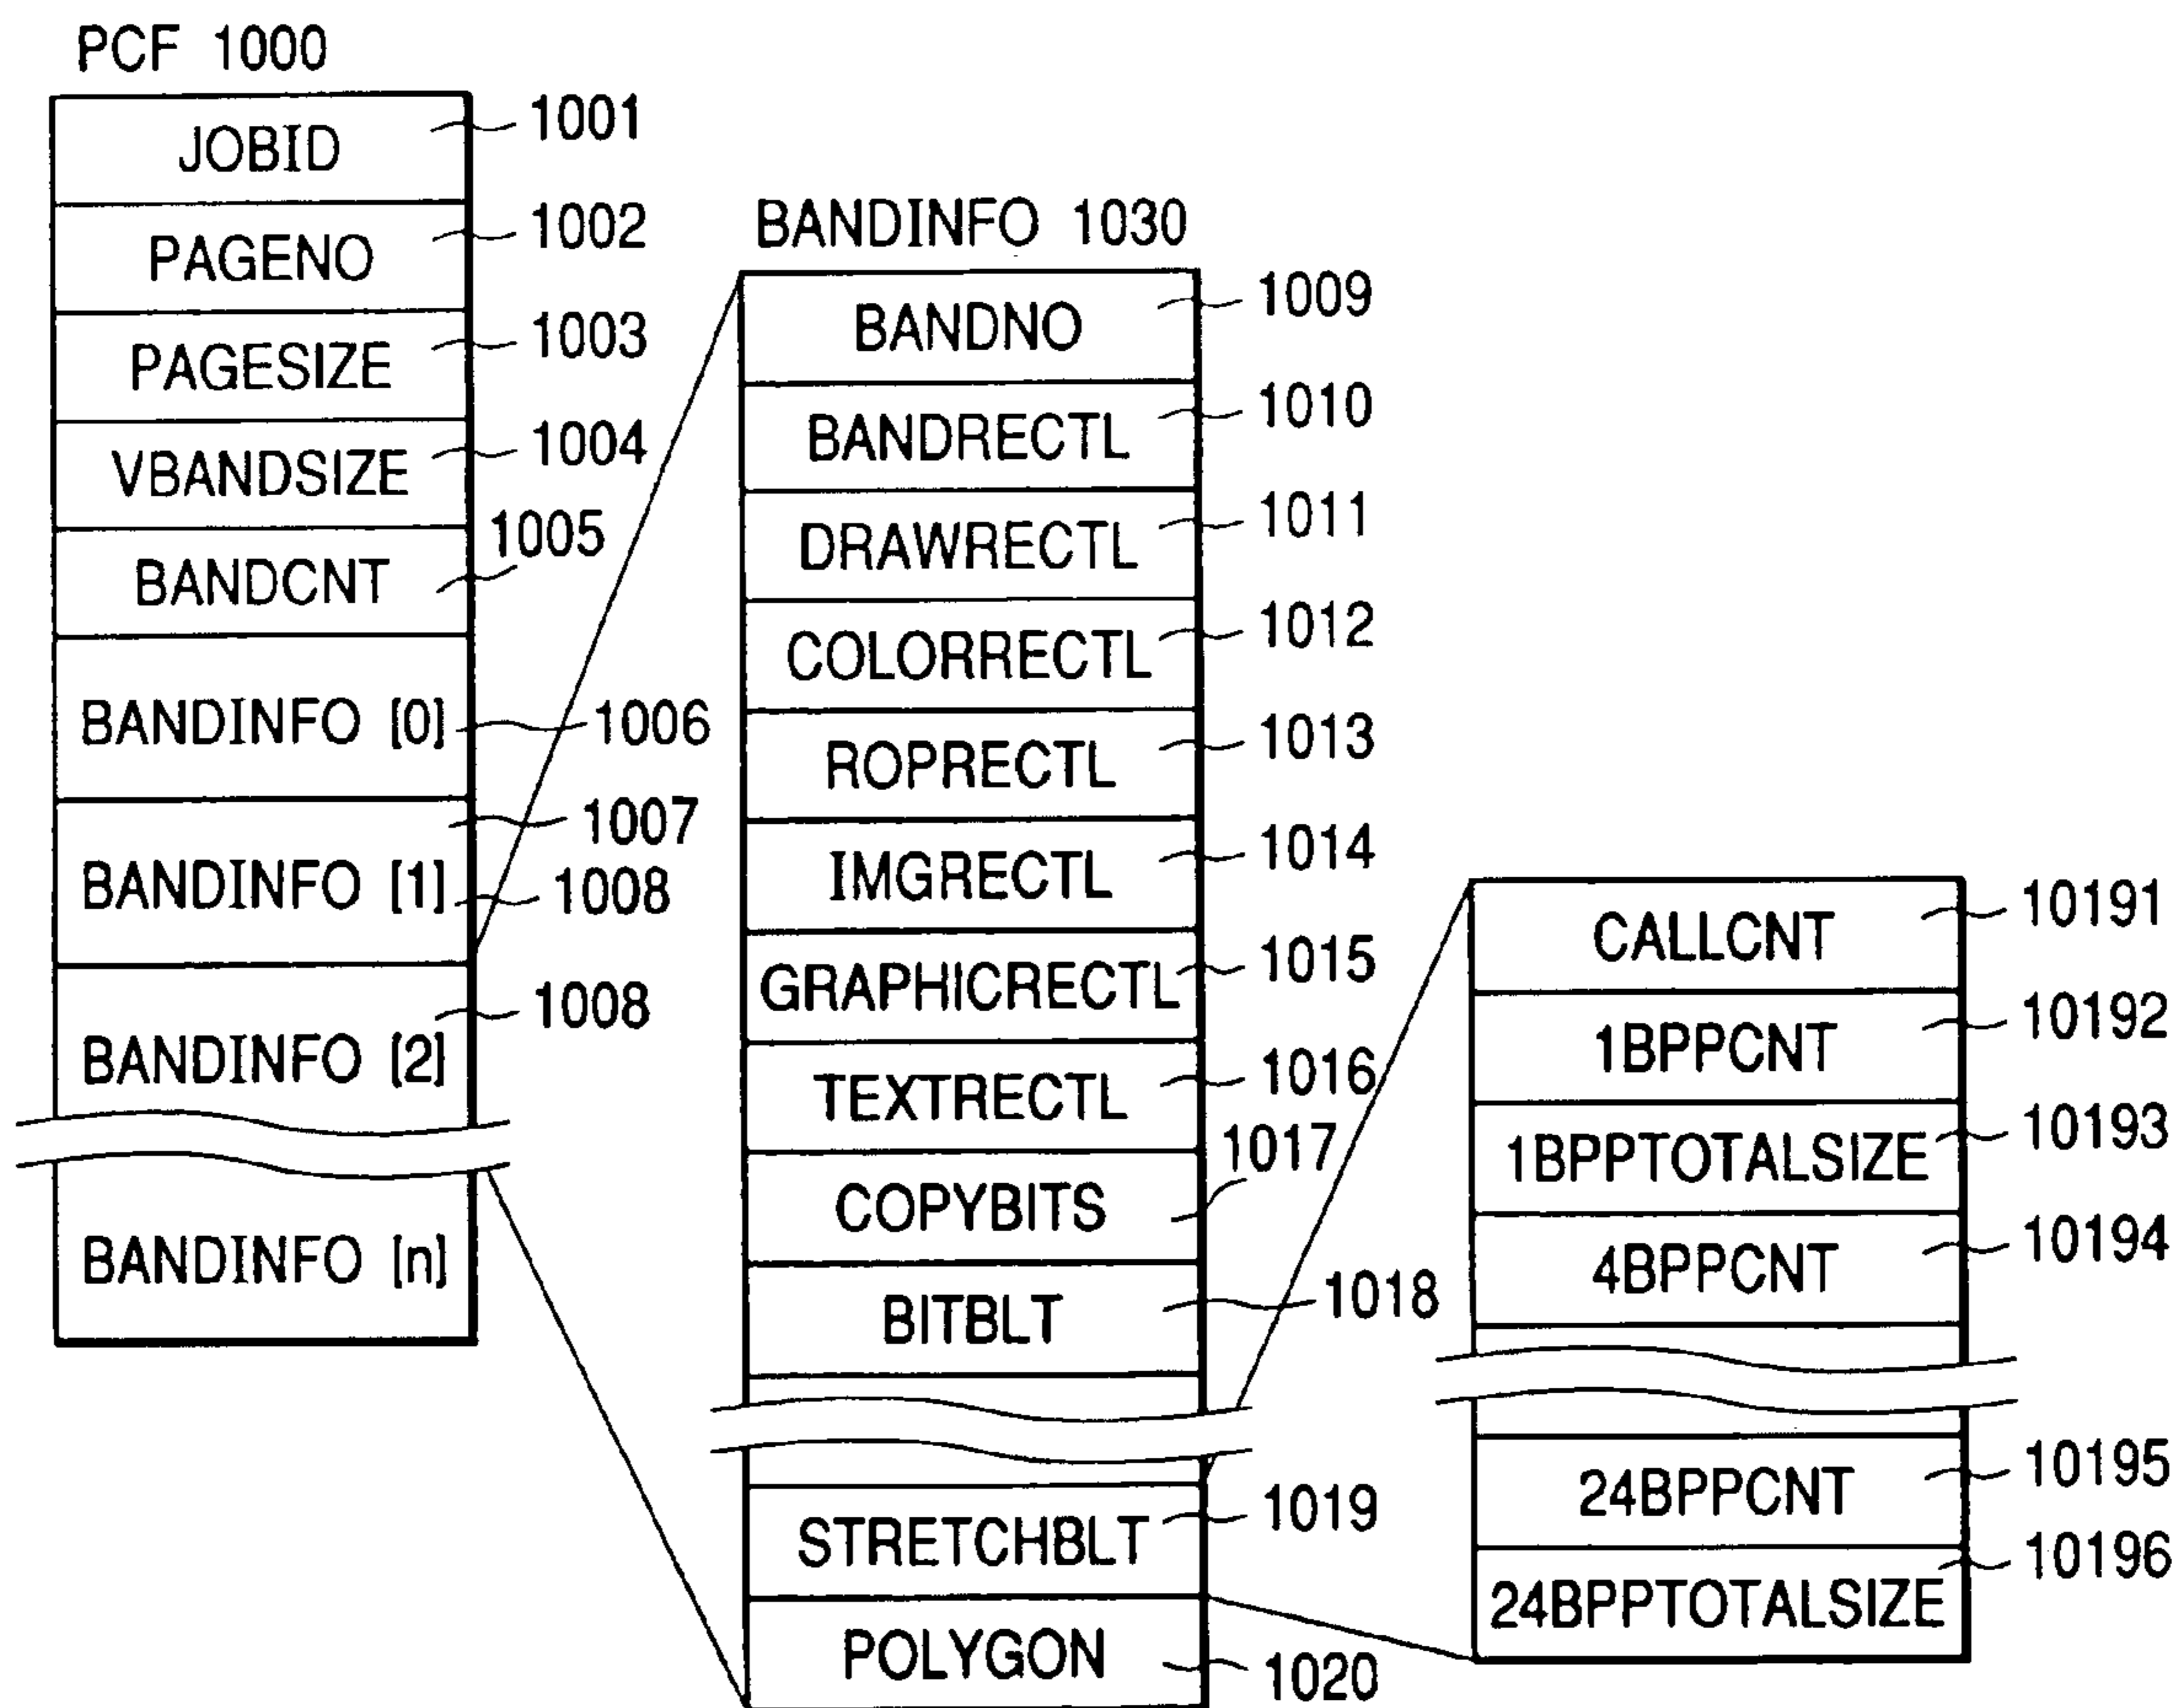 PCF 1000
JOBID 1001
PAGENO 1002
PAGESIZE 1003
VBANDSIZE 1004
BANDCNT 1005
BANDINFO [0] 1006
1007
BANDINFO [1] 1008
BANDINFO [2] 1008
BANDINFO [n]
BANDINFO 1030
BANDNO 1009
BANDRECTL 1010
DRAWRECTL 1011
COLORRECTL 1012
ROPRECTL 1013
IMGRECTL 1014
GRAPHICRECTL 1015
TEXTRECTL 1016
COPYBITS 1017
BITBLT 1018
STRETCHBLT 1019
POLYGON 1020
CALLCNT 10191
1BPPCNT 10192
1BPPTOTALSIZE 10193
4BPPCNT 10194
24BPPCNT 10195
24BPPTOTALSIZE 10196